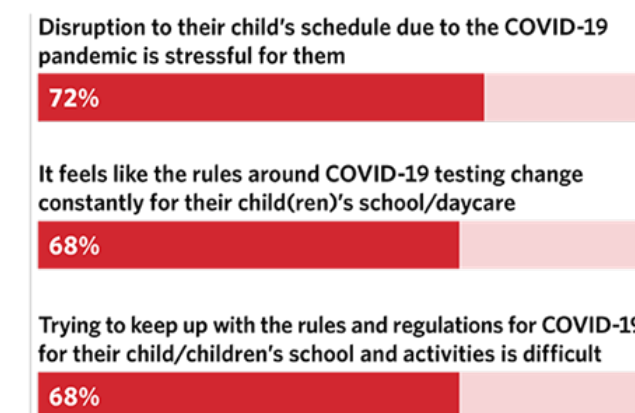 Disruption to their child’s schedule due to the COVID-19
pandemic is stressful for them
72%
It feels like the rules around COVID-19 testing change
constantly for their child(ren)’s school/daycare
68%
Trying to keep up with the rules and regulations for COVID-19
for their child/children’s school and activities is difficult
68%